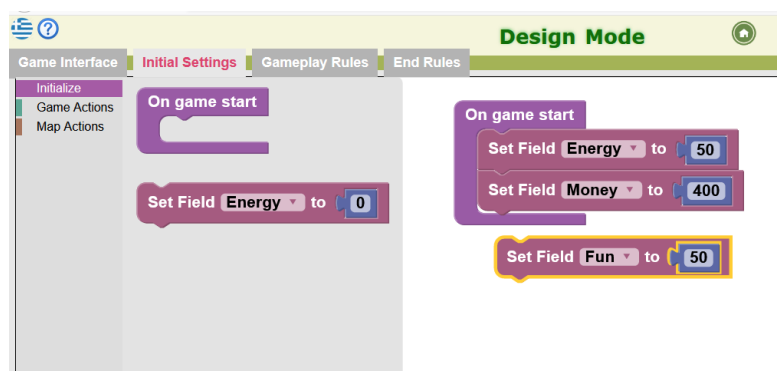 ?
Design Mode
Game Interface Initial Settings Gameplay Rules End Rules
Initialize
Game Actions
Map Actions
On game start
Set Field Energy to 0
On game start
Set Field Energy to 50
Set Field Money to 400
Set Field Fun to 50